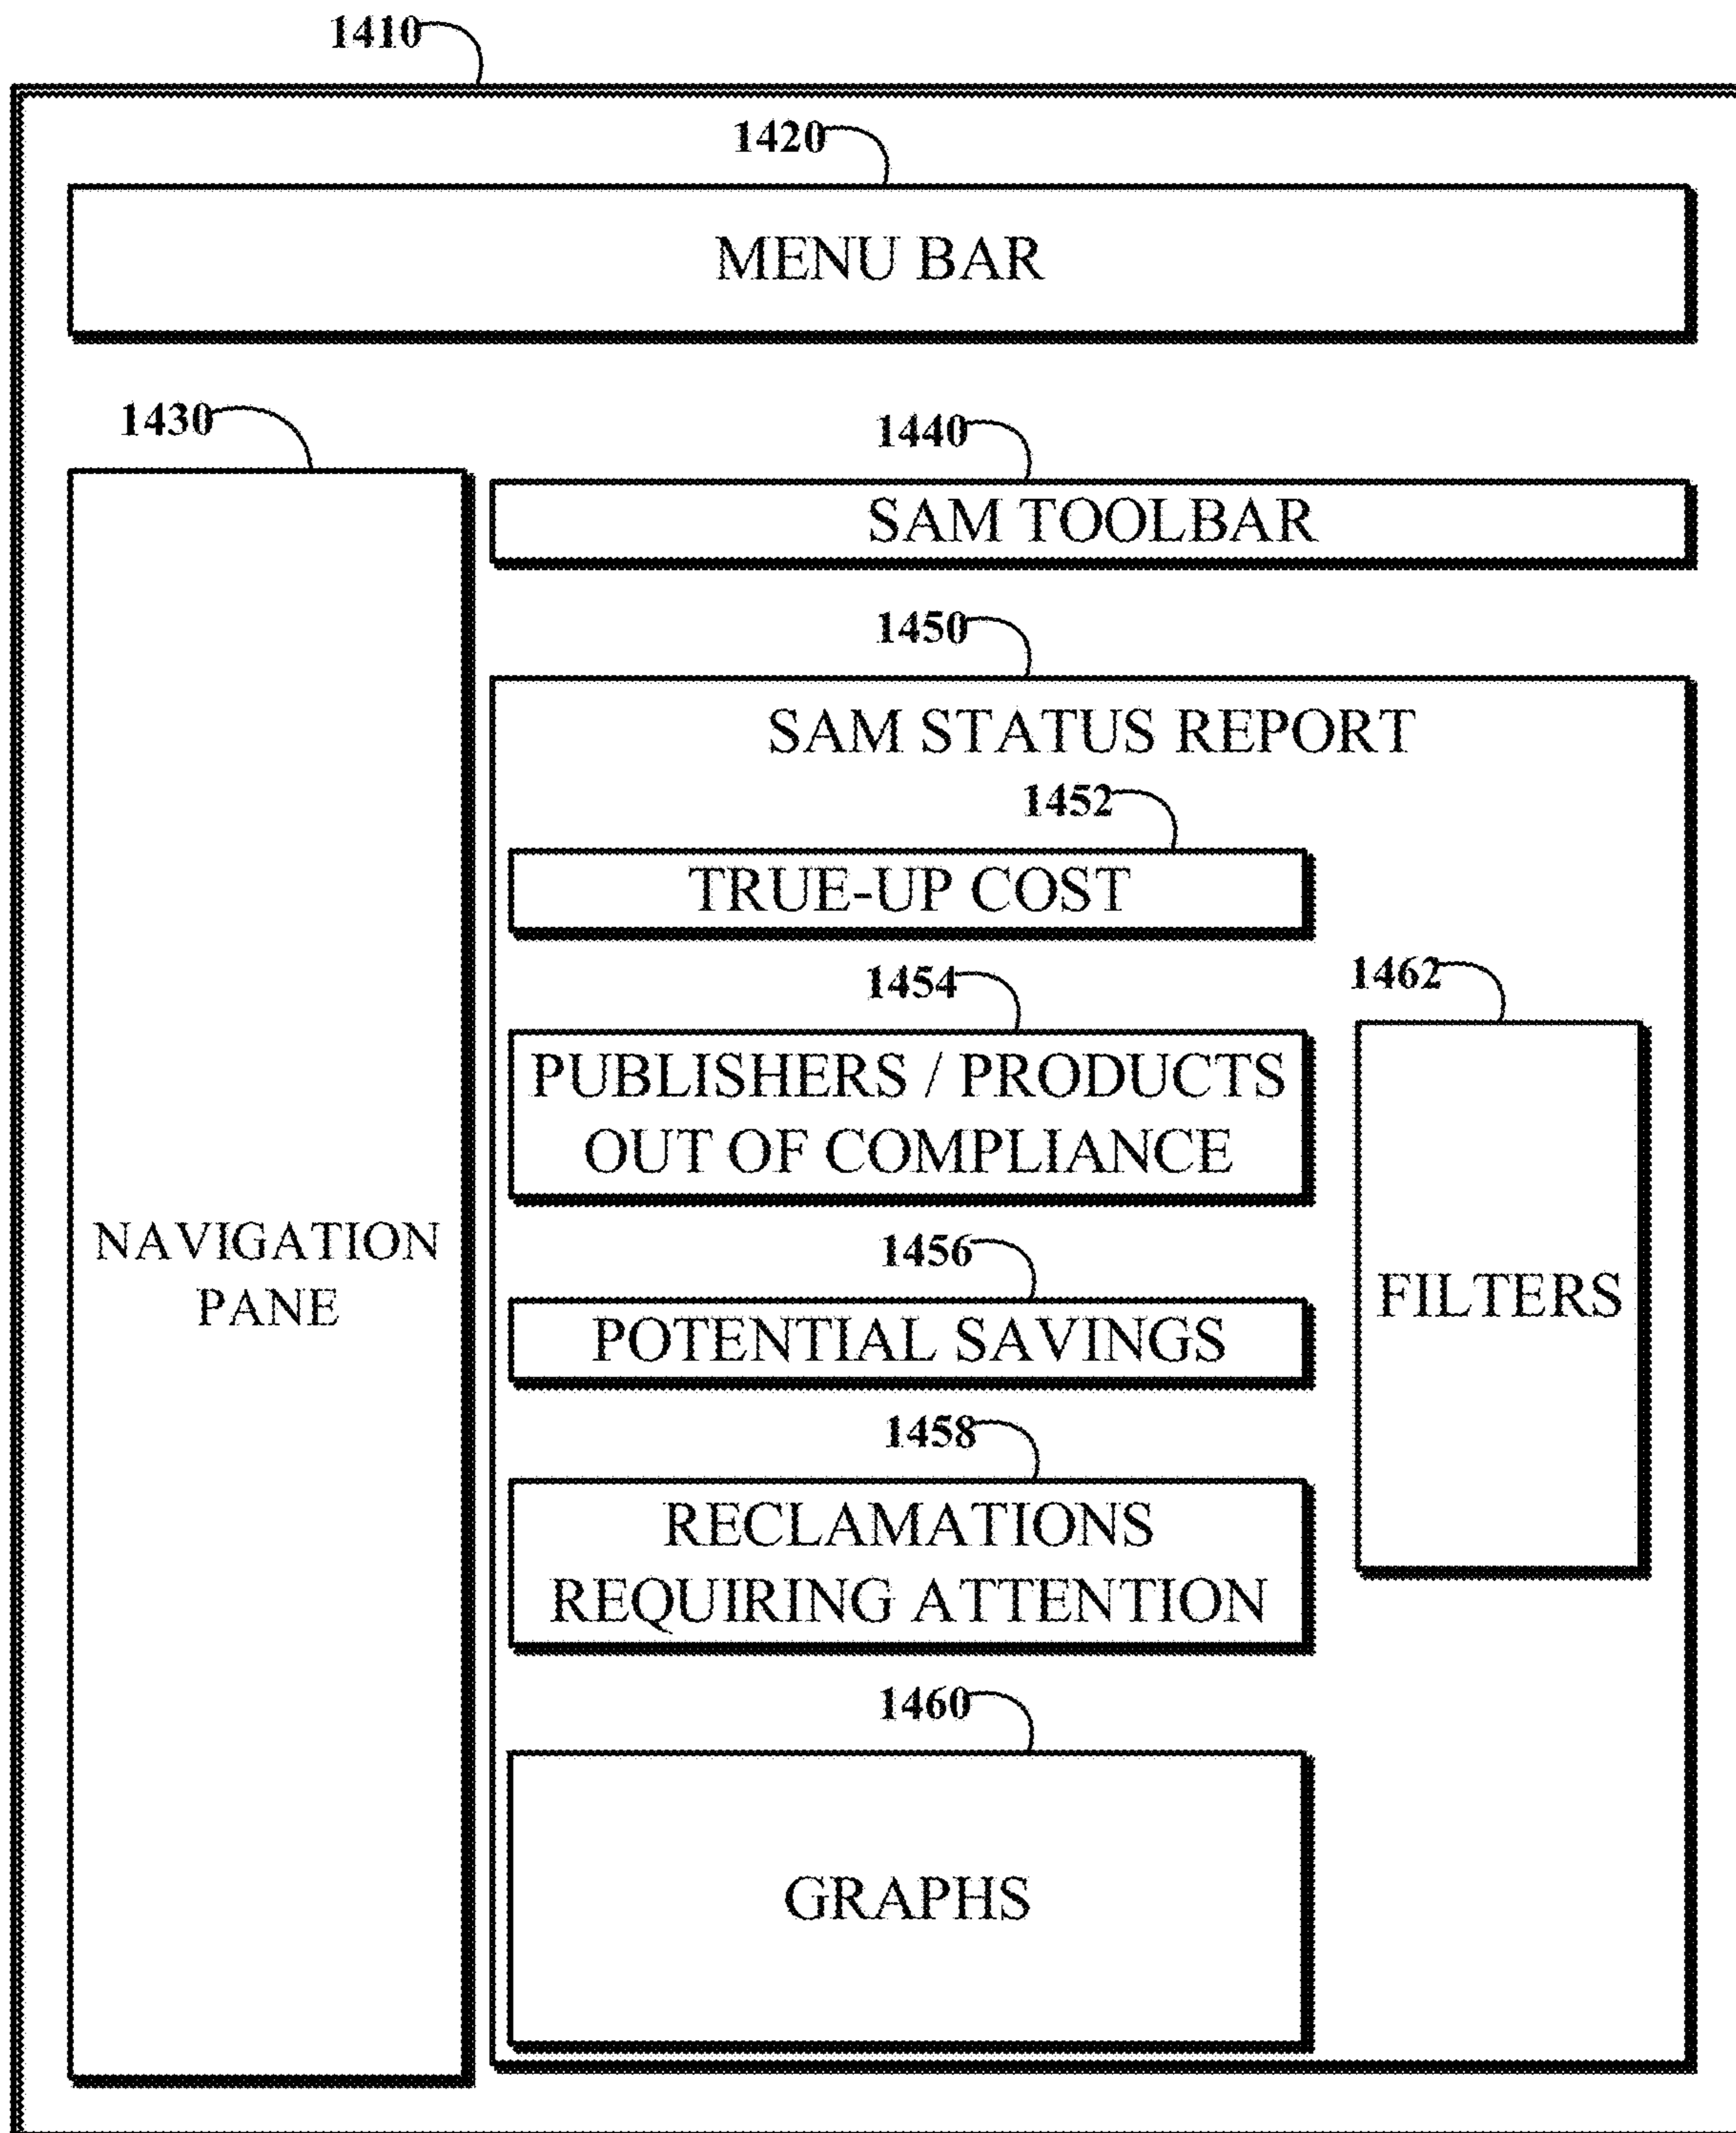 1410
1420
MENU BAR
1430
NAVIGATION
PANE
1440
SAM TOOLBAR
1450
SAM STATUS REPORT
1452
TRUE-UP COST
1454
PUBLISHERS / PRODUCTS
OUT OF COMPLIANCE
1456
POTENTIAL SAVINGS
1458
RECLAMATIONS
REQUIRING ATTENTION
1460
GRAPHS
1462
FILTERS